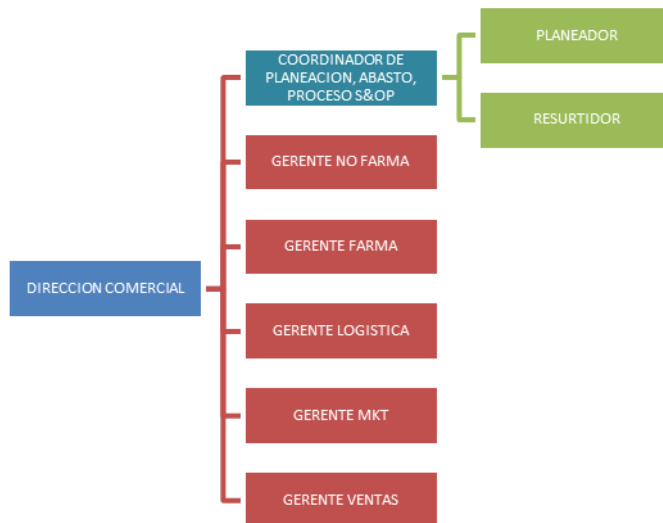 PLANEADOR
COORDINADOR DE
PLANEACION, ABASTO,
PROCESO S&OP
RESURTIDOR
GERENTE NO FARMA
GERENTE FARMA
DIRECCION COMERCIAL
GERENTE LOGISTICA
GERENTE MKT
GERENTE VENTAS